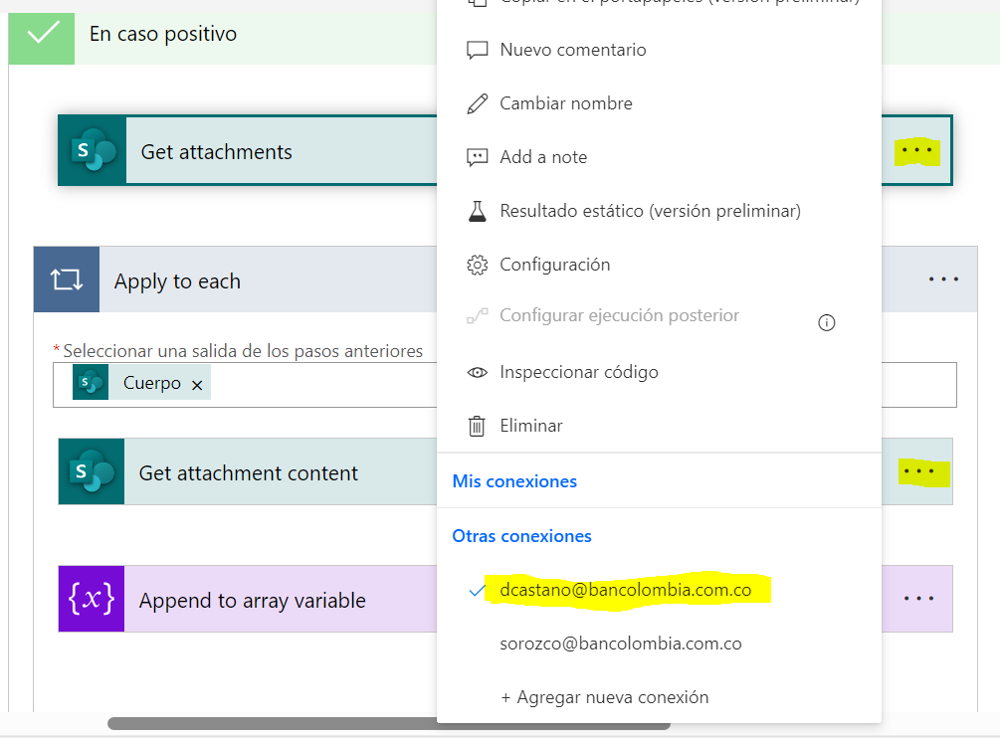 Copiar en el portapapeles (versión preliminar)
En caso positivo
Nuevo comentario
Cambiar nombre
Get attachments
Add a note
Resultado estático (versión preliminar)
Configuración
Apply to each
Configurar ejecución posterior
*Seleccionar una salida de los pasos anteriores
Cuerpo ×
Inspeccionar código
Eliminar
Get attachment content
Mis conexiones
Otras conexiones
dcastano@bancolombia.com.co
Append to array variable
sorozco@bancolombia.com.co
+ Agregar nueva conexión